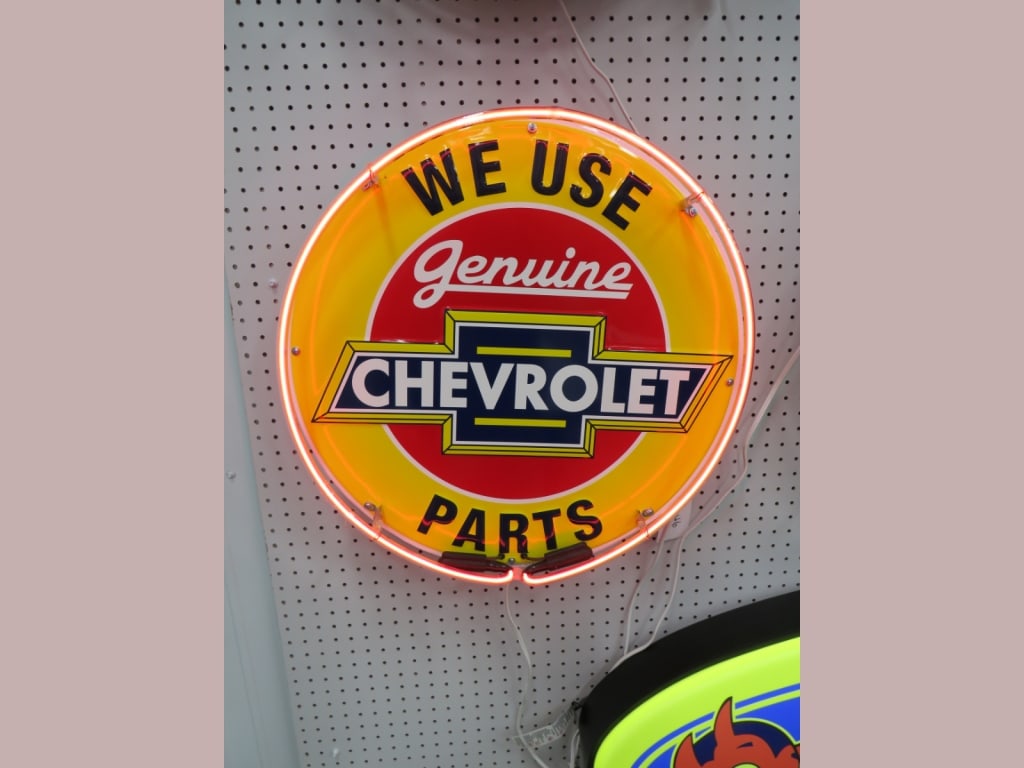 WE USE
Genuine
CHEVROLET
PARTS